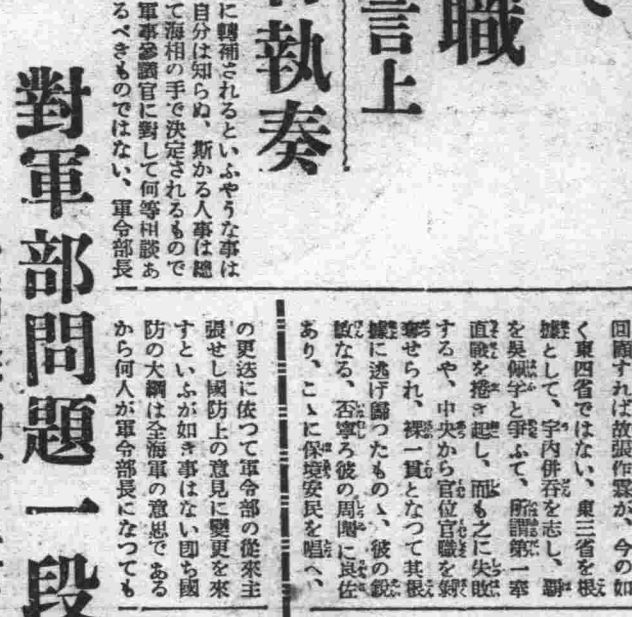 職
言上
執奏
に轉補されるといふやうな事は
自分は知らぬ、斯かる人事は總
て海相の手で決定されるもので
軍事參議官に對して何等相談あ
るべきものではない、軍令部長
對軍部問題一段
回顧すれば故張作霖が、今の如
く東四省ではない、東三省を根
據として、宇内併呑を志し、覇
を吳佩孚と爭ふて、所謂第一奉
直戰を捲き起し、而も之に失敗
するや、中央から官位官職を剝
奪せられ、裸一貫となつて其根
據に逃げ歸つたものゝ、彼の銳
敏なる、否寧ろ彼の周圍に良佐
あり、こゝに保境安民を唱へ、
の更迭に依つて軍令部の從來主
張せし國防上の意見に變更を來
すといふが如き事はない卽ち國
防の大綱は全海軍の意思である
から何人が軍令部長になつても